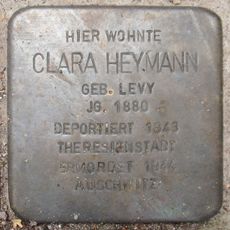 HIER WOHNTE
CLARA HEYMANN
GEB. LEVY
JG. 1880
DEPORTIERT 1943
THERESIENSTADT
ERMORDET 1944
AUSCHWITZ